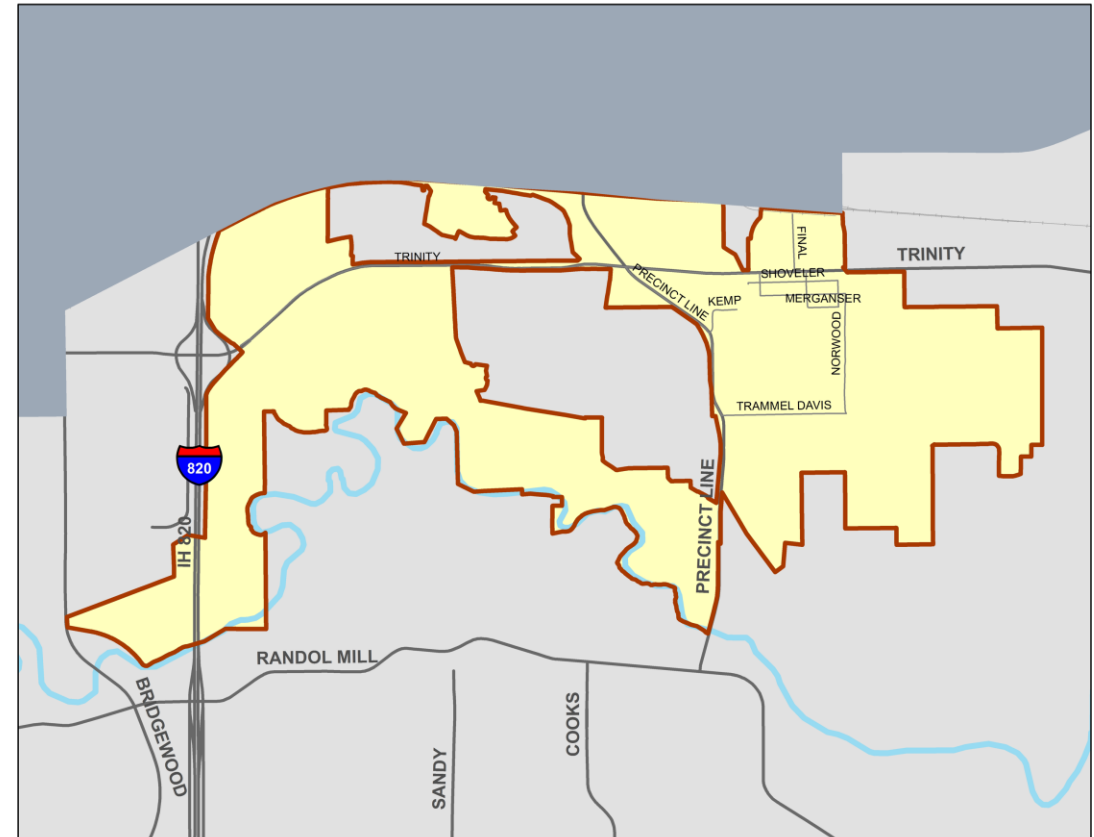 TRINITY
FINAL
TRINITY
SHOVELER
PRECINCT LINE
KEMP
MERGANSER
NORWOOD
TRAMMEL DAVIS
820
IH 820
PRECINCT LINE
RANDOL MILL
BRIDGEWOOD
COOKS
SANDY